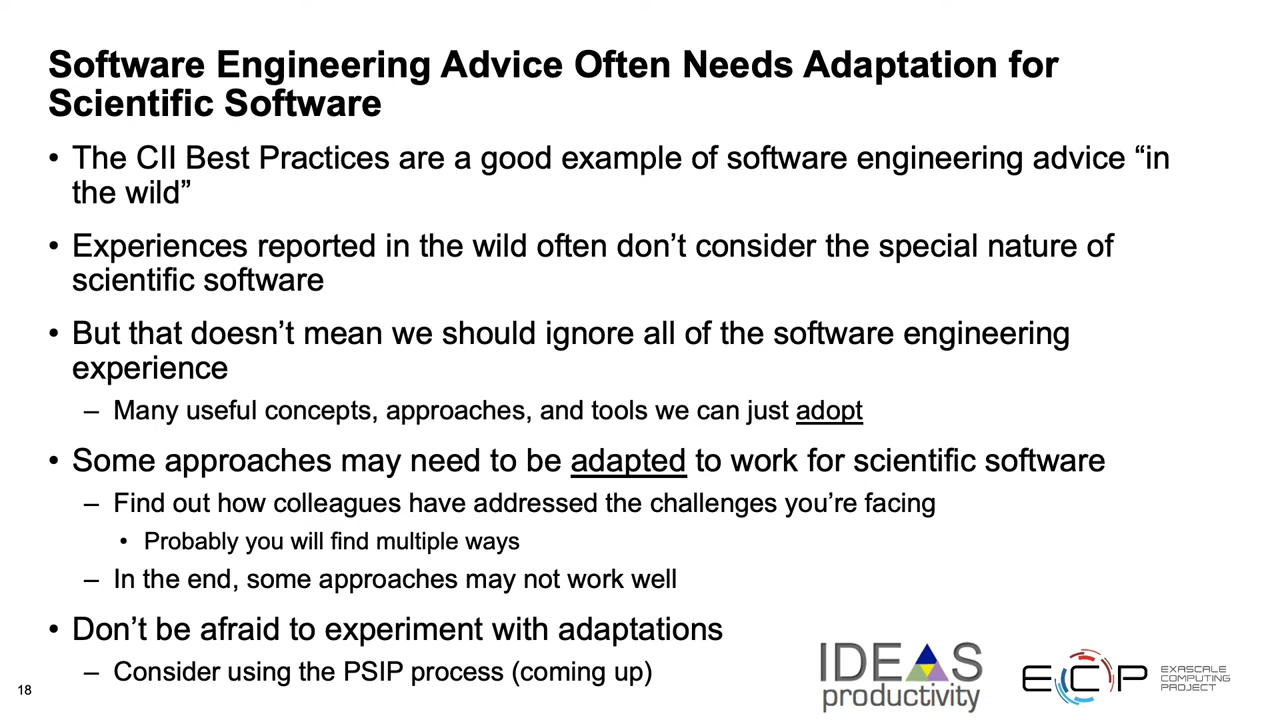 Software Engineering Advice Often Needs Adaptation for
Scientific Software
• The CII Best Practices are a good example of software engineering advice “in
the wild”
• Experiences reported in the wild often don’t consider the special nature of
scientific software
• But that doesn’t mean we should ignore all of the software engineering
experience
– Many useful concepts, approaches, and tools we can just adopt
• Some approaches may need to be adapted to work for scientific software
– Find out how colleagues have addressed the challenges you’re facing
• Probably you will find multiple ways
– In the end, some approaches may not work well
• Don’t be afraid to experiment with adaptations
– Consider using the PSIP process (coming up)
18
IDEAS
productivity
ECP
EXASCALE
COMPUTING
PROJECT